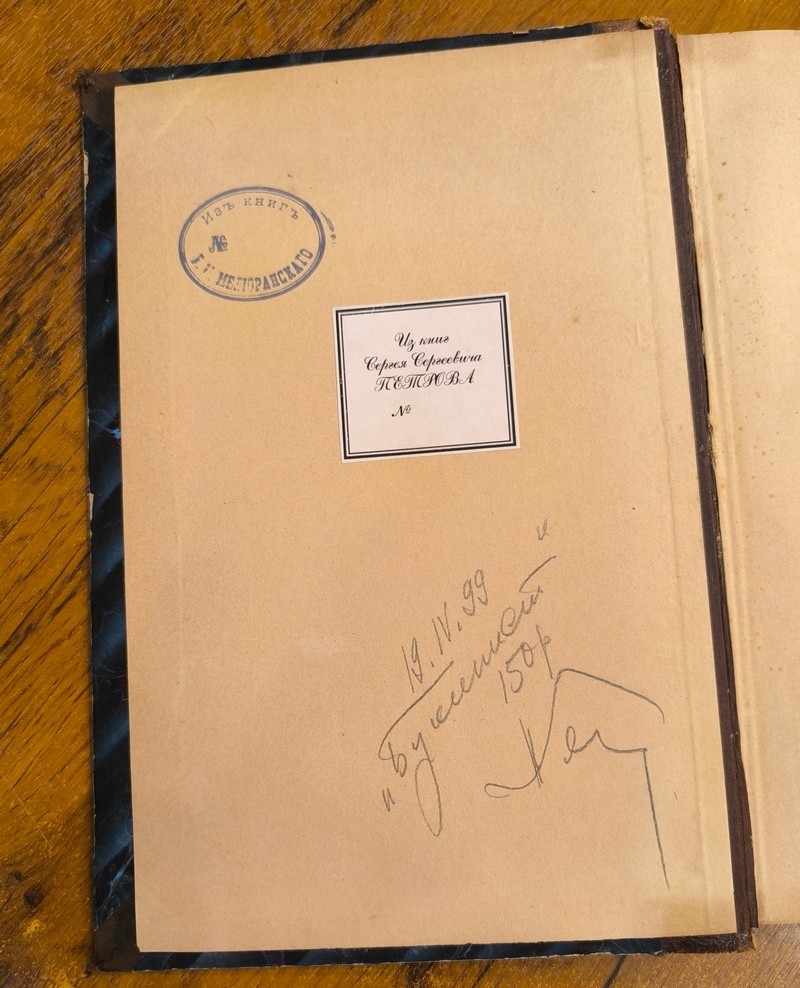 Изъ книгъ
№
МЕЛІОРАНСКАГО
Из книг
Сергея Сергеевича
ПЕТРОВА
№
19.IV.99
"Букинист"
150р